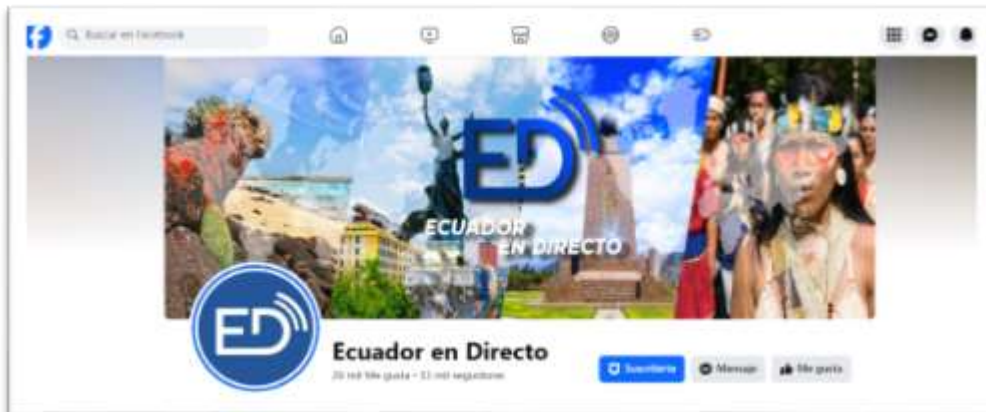 Buscar en Facebook
ED
ECUADOR
EN DIRECTO
ED
Ecuador en Directo
Suscribirte
Mensaje
Me gusta